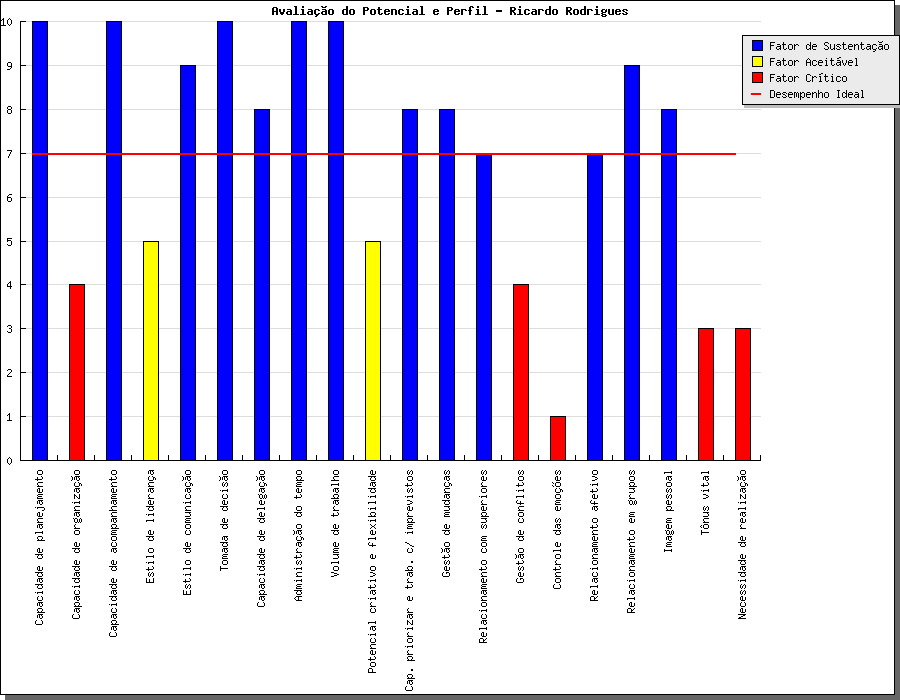 Avaliação do Potencial e Perfil - Ricardo Rodrigues
Fator de Sustentação
Fator Aceitável
Fator Crítico
Desempenho Ideal
10
9
8
7
6
5
4
3
2
1
0
Capacidade de planejamento
Capacidade de organização
Capacidade de acompanhamento
Estilo de liderança
Estilo de comunicação
Tomada de decisão
Capacidade de delegação
Administração do tempo
Volume de trabalho
Potencial criativo e flexibilidade
Cap. priorizar e trab. c/ imprevistos
Gestão de mudanças
Relacionamento com superiores
Gestão de conflitos
Controle das emoções
Relacionamento afetivo
Relacionamento em grupos
Imagem pessoal
Tônus vital
Necessidade de realização